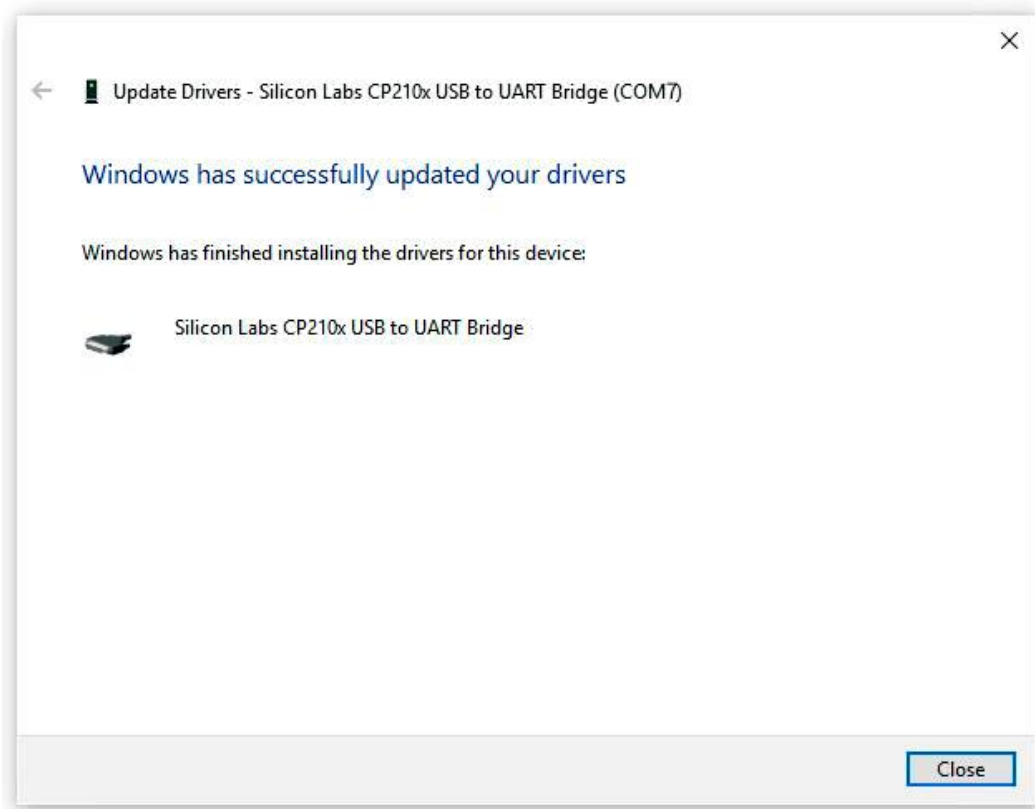 Update Drivers - Silicon Labs CP210x USB to UART Bridge (COM7)
Windows has successfully updated your drivers
Windows has finished installing the drivers for this device:
Silicon Labs CP210x USB to UART Bridge
Close